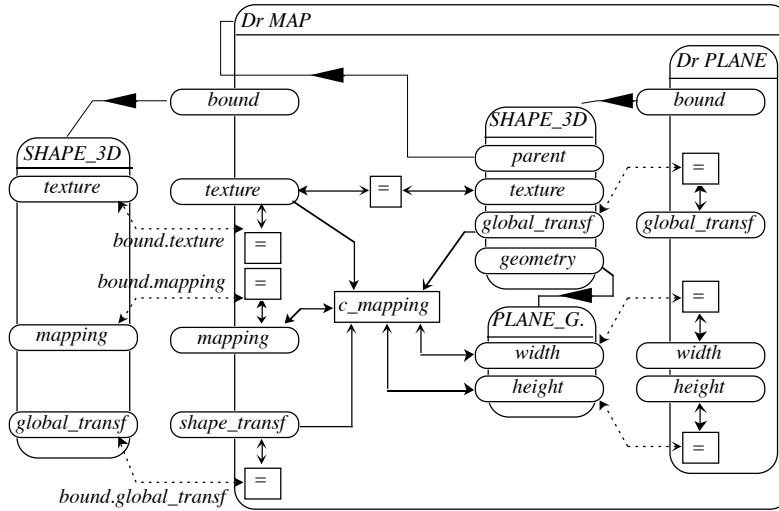 Dr MAP
Dr PLANE
bound
bound
SHAPE_3D
SHAPE_3D
parent
texture
texture
=
texture
=
global_transf
global_transf
bound.texture
=
geometry
bound.mapping
=
c_mapping
=
PLANE_G.
mapping
mapping
width
width
height
height
global_transf
shape_transf
=
=
bound.global_transf